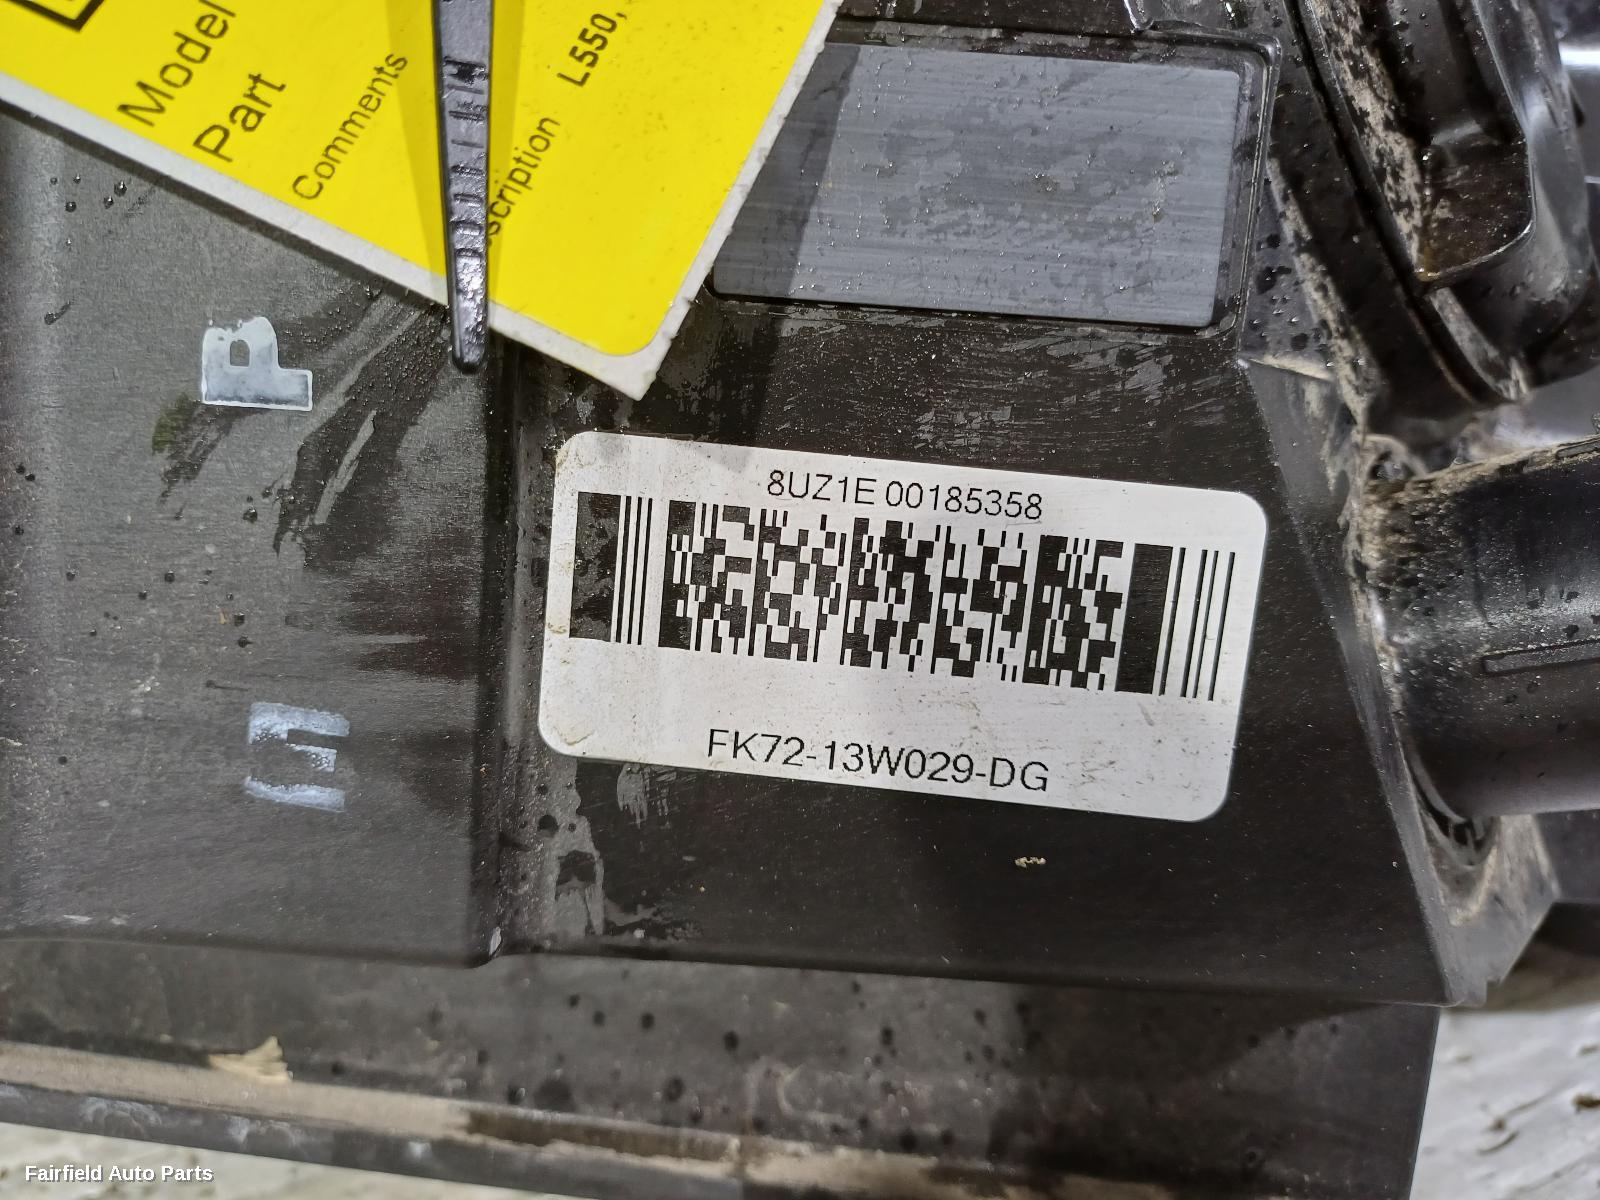 Model
Part
Comments
scription L550,
P
E
8UZ1E 00185358
FK72-13W029-DG
Fairfield Auto Parts